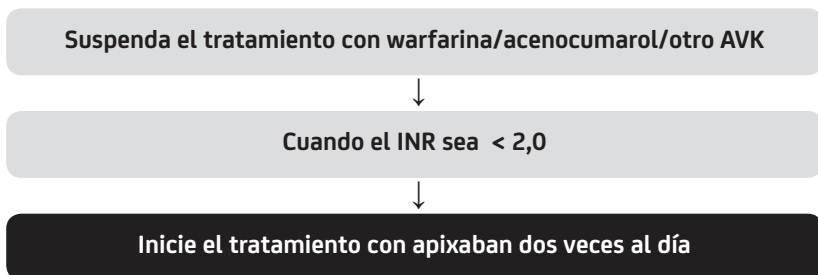 Suspenda el tratamiento con warfarina/acenocumarol/otro AVK
↓
Cuando el INR sea < 2,0
↓
Inicie el tratamiento con apixaban dos veces al día